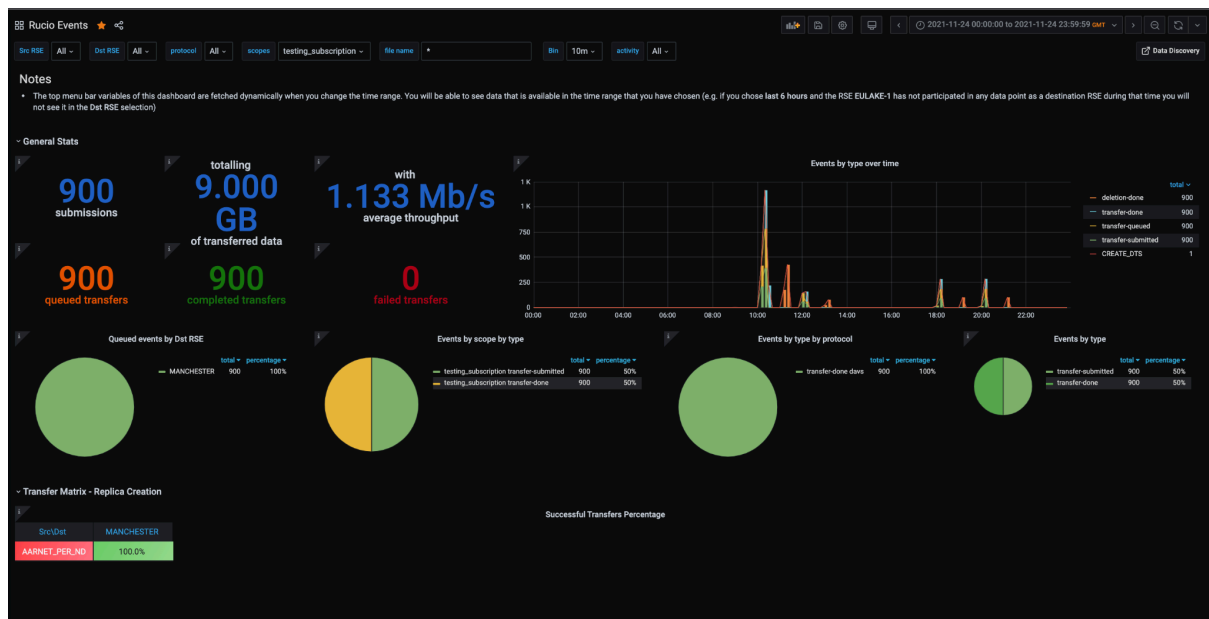 Rucio Events
2021-11-24 00:00:00 to 2021-11-24 23:59:59 GMT
Src RSE All Dst RSE All protocol All scopes testing_subscription file name * Bin 10m activity All Data Discovery
Notes
• The top menu bar variables of this dashboard are fetched dynamically when you change the time range. You will be able to see data that is available in the time range that you have chosen (e.g. if you chose last 6 hours and the RSE EULAKE-1 has not participated in any data point as a destination RSE during that time you will
not see it in the Dst RSE selection)
General Stats
900
submissions
totalling
9.000
GB
of transferred data
with
1.133 Mb/s
average throughput
900
queued transfers
900
completed transfers
0
failed transfers
Events by type over time
1 K
1 K
750
500
250
0
00:00 02:00 04:00 06:00 08:00 10:00 12:00 14:00 16:00 18:00 20:00 22:00
total
deletion-done 900
transfer-done 900
transfer-queued 900
transfer-submitted 900
CREATE_DTS 1
Queued events by Dst RSE
total percentage
MANCHESTER 900 100%
Events by scope by type
total percentage
testing_subscription transfer-submitted 900 50%
testing_subscription transfer-done 900 50%
Events by type by protocol
total percentage
transfer-done davs 900 100%
Events by type
total percentage
transfer-submitted 900 50%
transfer-done 900 50%
Transfer Matrix - Replica Creation
Successful Transfers Percentage
Src\Dst MANCHESTER
AARNET_PER_ND 100.0%